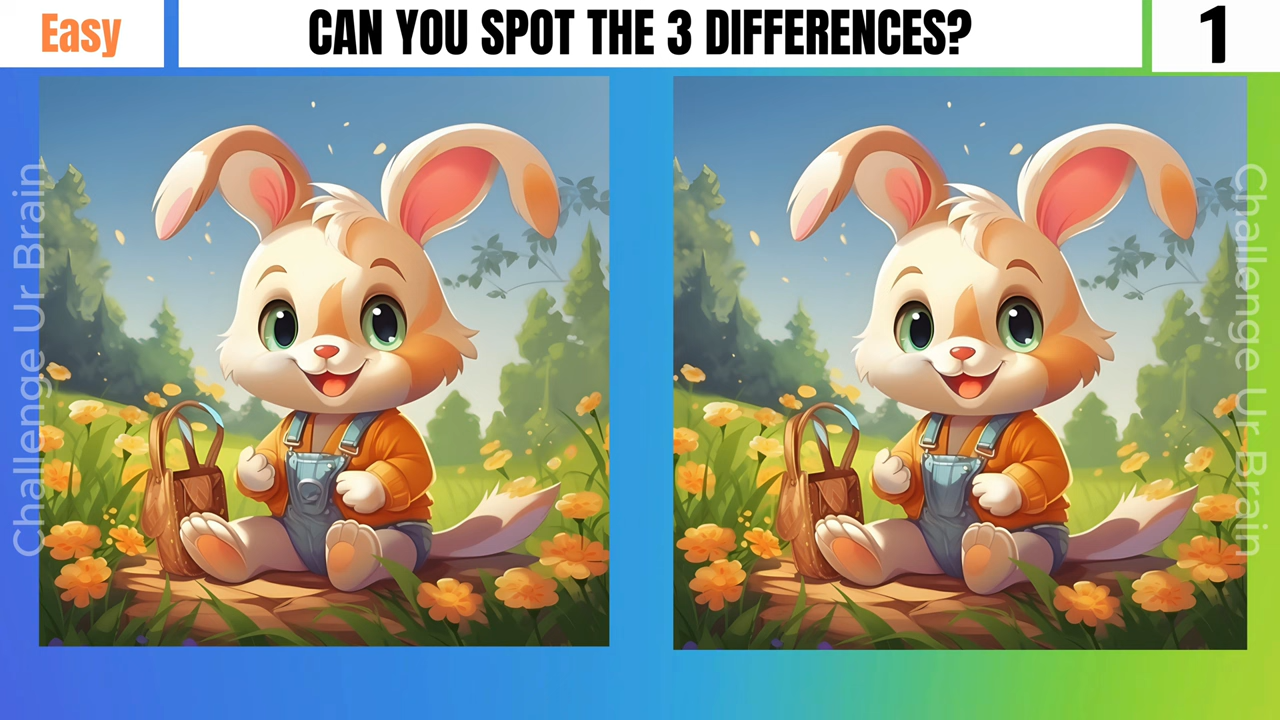 Easy
CAN YOU SPOT THE 3 DIFFERENCES?
1
Challenge Ur Brain
Challenge Ur Brain